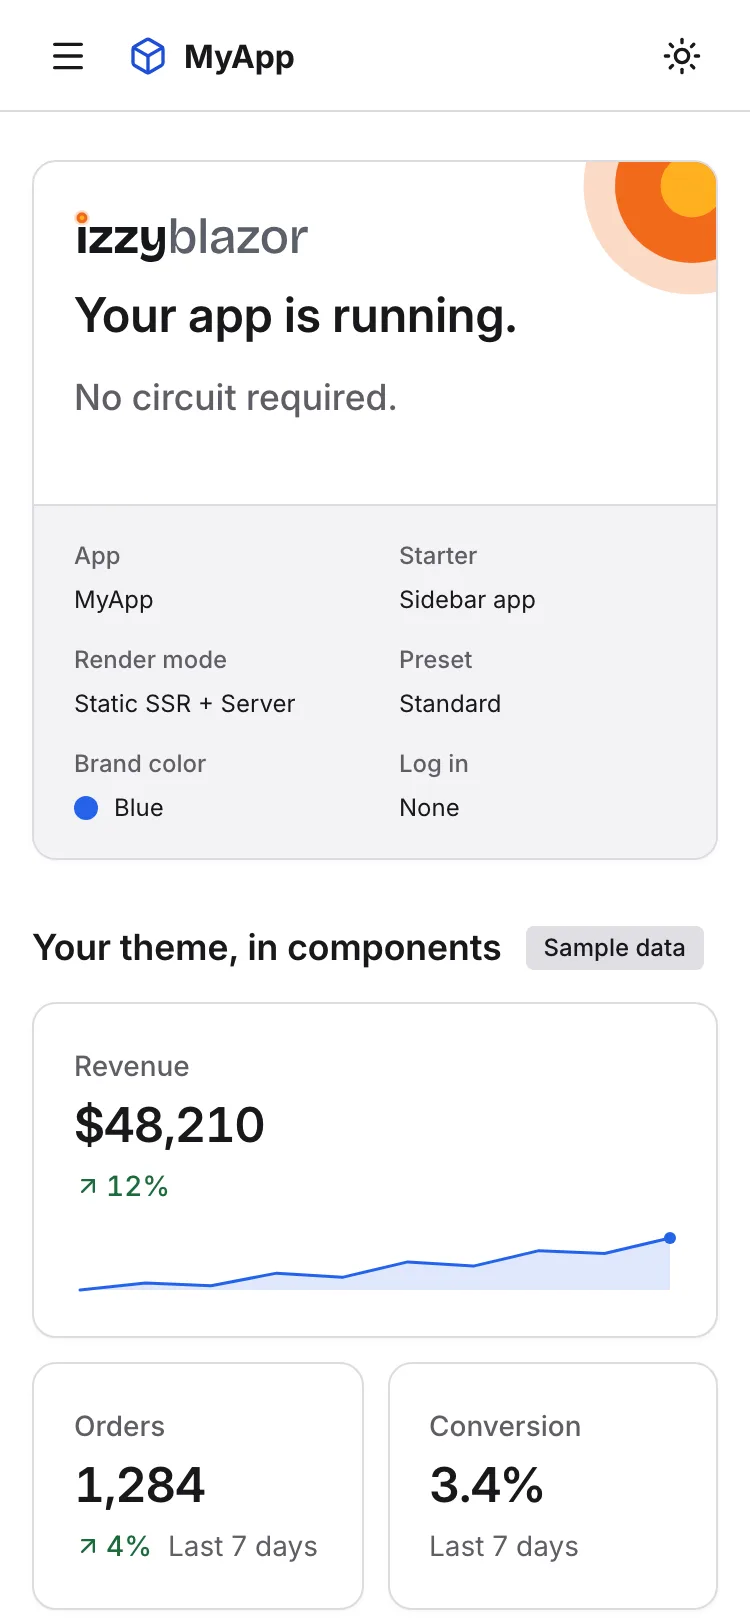 MyApp
izzyblazor
Your app is running.
No circuit required.
App
MyApp
Starter
Sidebar app
Render mode
Static SSR + Server
Preset
Standard
Brand color
Blue
Log in
None
Your theme, in components
Sample data
Revenue
$48,210
12%
Orders
1,284
4% Last 7 days
Conversion
3.4%
Last 7 days